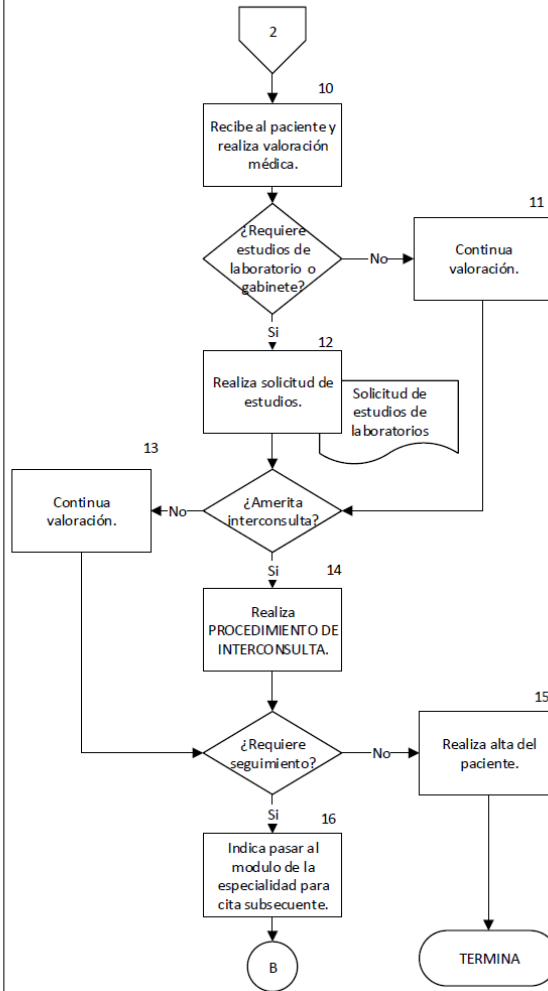 2
10
Recibe al paciente y
realiza valoración
médica.
¿Requiere
estudios de
laboratorio o
gabinete?
No
11
Continua
valoración.
Si
12
Realiza solicitud de
estudios.
Solicitud de
estudios de
laboratorios
13
Continua
valoración.
No
¿Amerita
interconsulta?
Si
14
Realiza
PROCEDIMIENTO DE
INTERCONSULTA.
¿Requiere
seguimiento?
No
15
Realiza alta del
paciente.
Si
16
Indica pasar al
modulo de la
especialidad para
cita subsecuente.
B
TERMINA